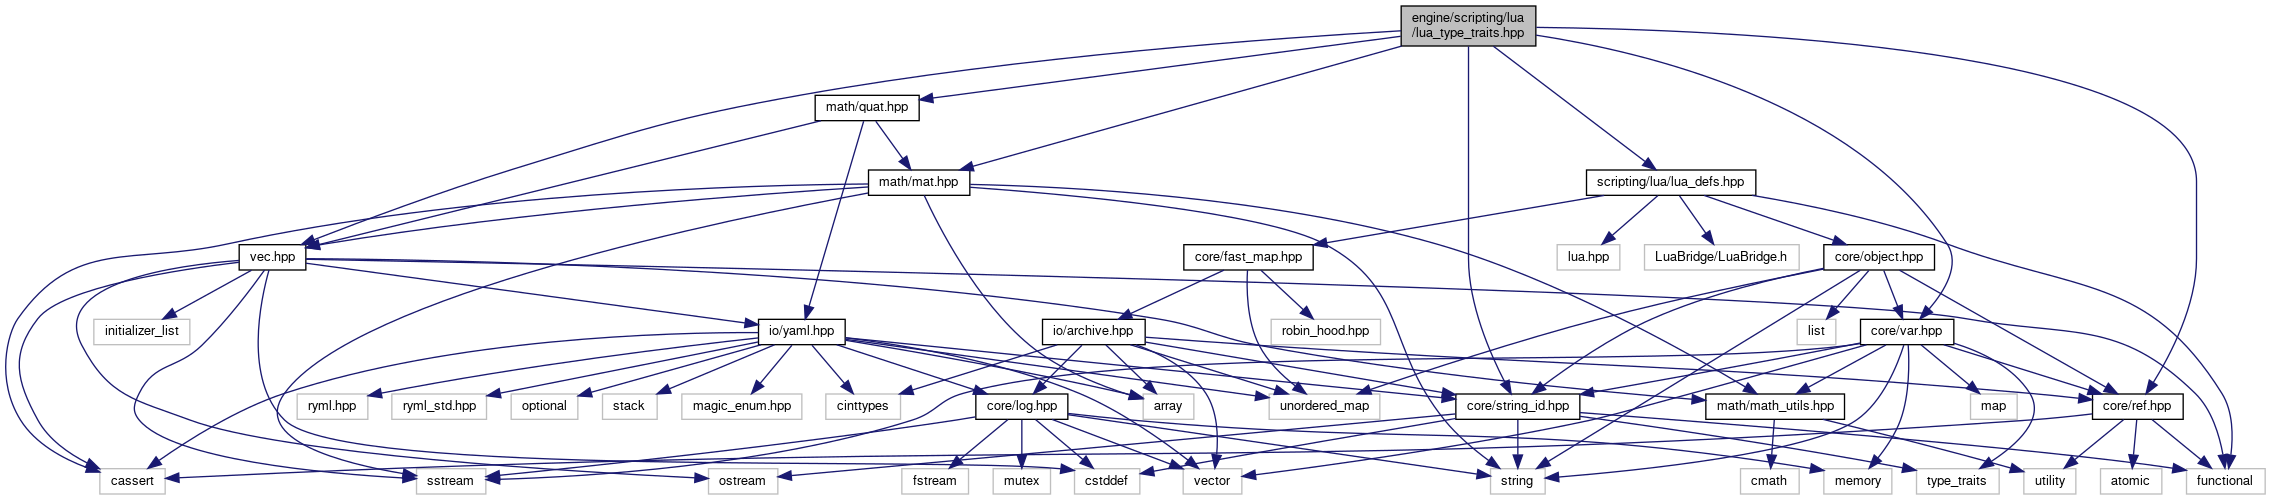 engine/scripting/lua
/lua_type_traits.hpp
math/quat.hpp
math/mat.hpp
scripting/lua/lua_defs.hpp
vec.hpp
core/fast_map.hpp
lua.hpp
LuaBridge/LuaBridge.h
core/object.hpp
initializer_list
io/yaml.hpp
io/archive.hpp
robin_hood.hpp
list
core/var.hpp
ryml.hpp
ryml_std.hpp
optional
stack
magic_enum.hpp
cinttypes
core/log.hpp
array
unordered_map
core/string_id.hpp
math/math_utils.hpp
map
core/ref.hpp
cassert
sstream
ostream
fstream
mutex
cstddef
vector
string
cmath
memory
type_traits
utility
atomic
functional